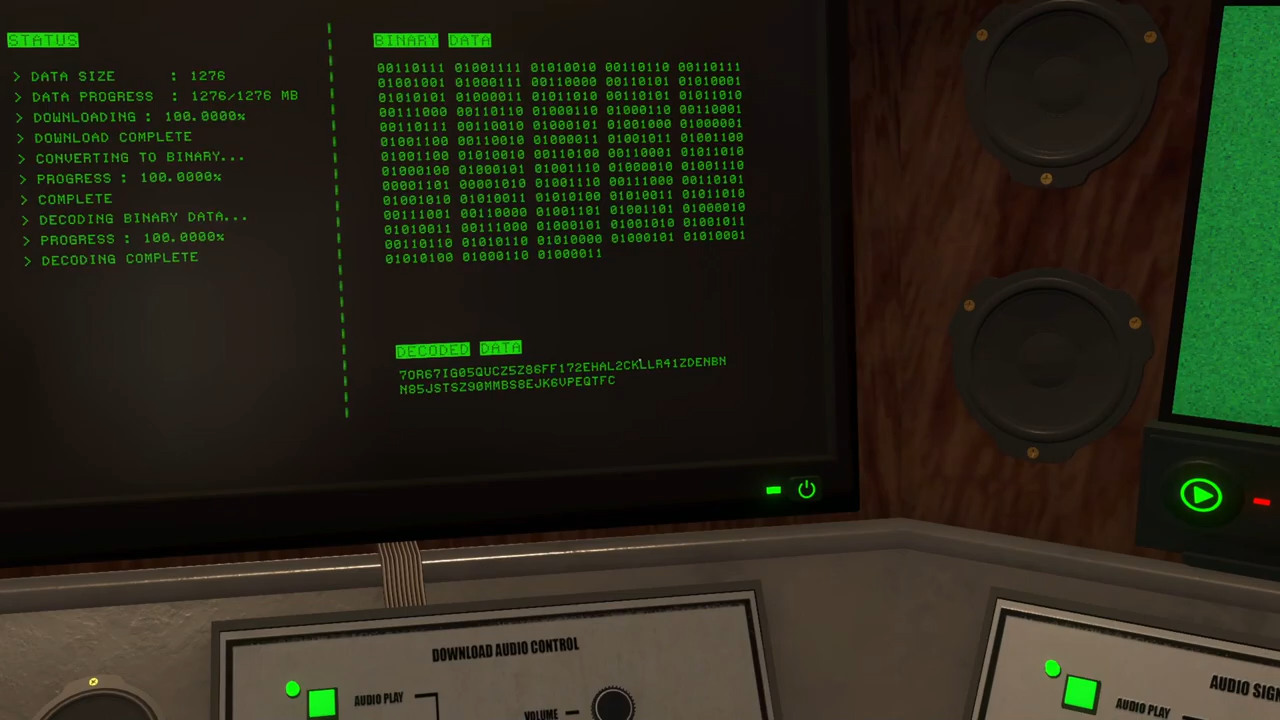 STATUS
> DATA SIZE : 1276
> DATA PROGRESS : 1276/1276 MB
> DOWNLOADING : 100.0000%
> DOWNLOAD COMPLETE
> CONVERTING TO BINARY...
> PROGRESS : 100.0000%
> COMPLETE
> DECODING BINARY DATA...
> PROGRESS : 100.0000%
> DECODING COMPLETE
BINARY DATA
00110111 01001111 01010010 00110110 00110111
01001001 01000111 00110000 00110101 01010001
01010101 01000011 01011010 00110101 01011010
00111000 00110110 01000110 01000110 00110001
00110111 00110010 01000101 01001000 01000001
01001100 00110010 01000011 01001011 01001100
01001100 01010010 00110100 00110001 01011010
01000100 01000101 01001110 01000010 01001110
00001101 00001010 01001110 00111000 00110101
01001010 01010011 01010100 01010011 01011010
00111001 00110000 01001101 01001101 01000010
01010011 00111000 01000101 01001010 01001011
00110110 01010110 01010000 01000101 01010001
01010100 01000110 01000011
DECODED DATA
7OR67IG05QUCZ5Z86FF172EHAL2CKLLR41ZDENBN
N85JSTSZ90MMBS8EJK6VPEQTFC
DOWNLOAD AUDIO CONTROL
AUDIO PLAY
VOLUME
AUDIO SIGN
AUDIO PLAY